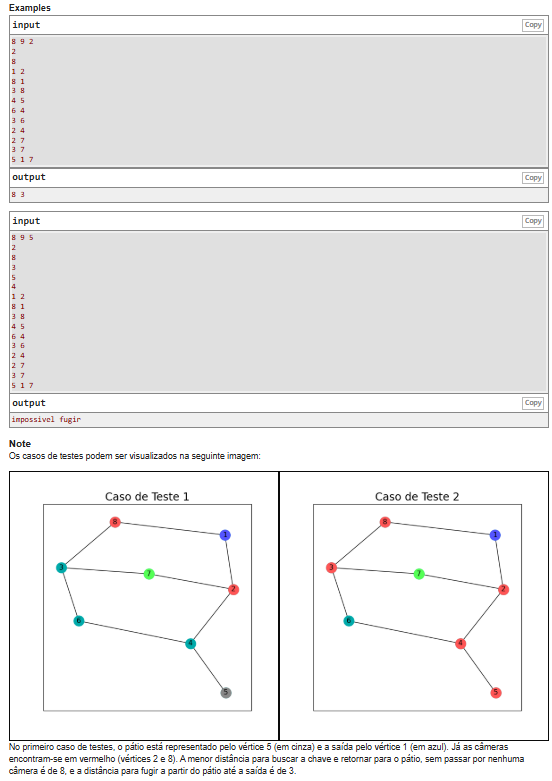 Examples
input
Copy
8 9 2
2
8
1 2
8 1
3 8
4 5
6 4
3 6
2 4
2 7
3 7
5 1 7
output
Copy
8 3
input
Copy
8 9 5
2
8
3
5
4
1 2
8 1
3 8
4 5
6 4
3 6
2 4
2 7
3 7
5 1 7
output
Copy
impossivel fugir
Note
Os casos de testes podem ser visualizados na seguinte imagem:
Caso de Teste 1
8
1
3
7
2
6
4
5
Caso de Teste 2
8
1
3
7
2
6
4
5
No primeiro caso de testes, o pátio está representado pelo vértice 5 (em cinza) e a saída pelo vértice 1 (em azul). Já as câmeras
encontram-se em vermelho (vértices 2 e 8). A menor distância para buscar a chave e retornar para o pátio, sem passar por nenhuma
câmera é de 8, e a distância para fugir a partir do pátio até a saída é de 3.